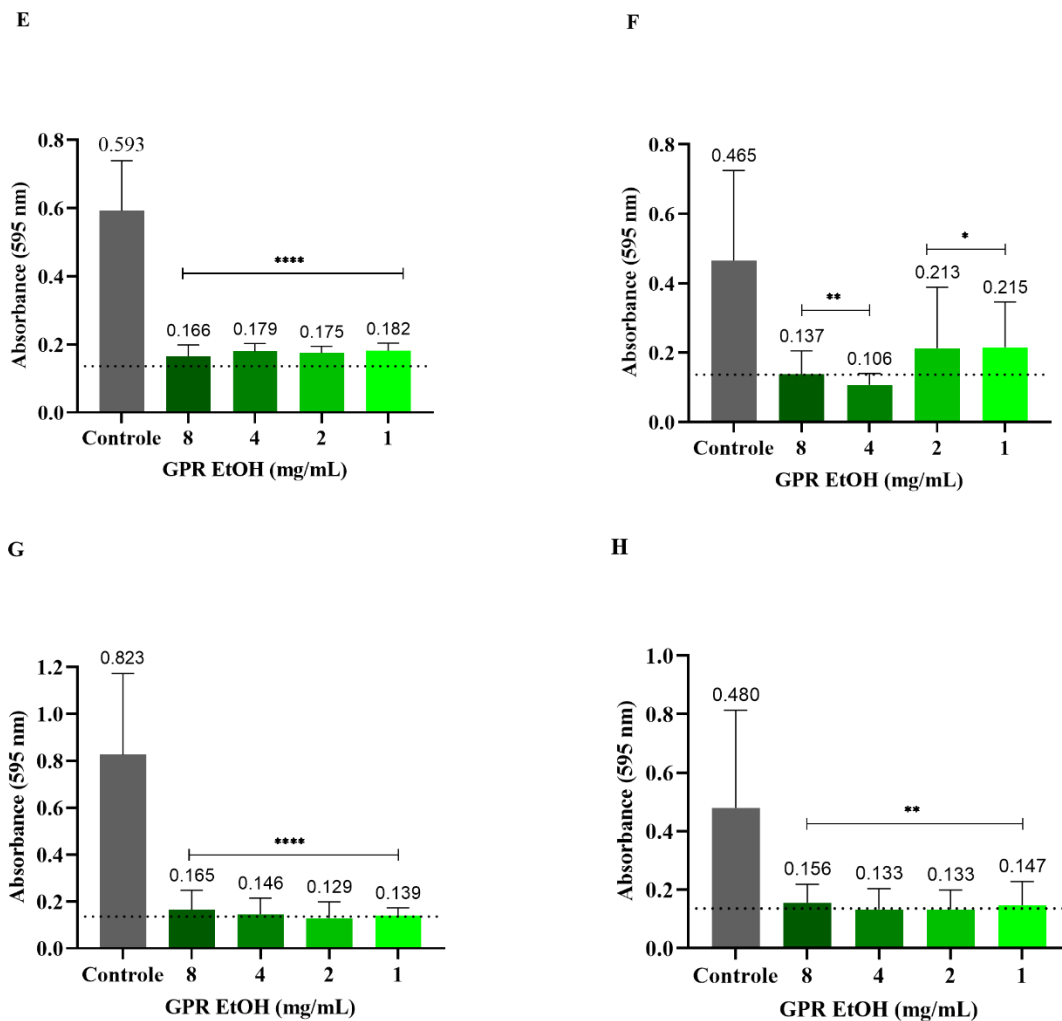 E
Absorbance (595 nm)
0.8
0.6
0.4
0.2
0.0
0.593
****
0.166 0.179 0.175 0.182
Controle 8 4 2 1
GPR EtOH (mg/mL)
F
Absorbance (595 nm)
0.8
0.6
0.4
0.2
0.0
0.465
**
*
0.137 0.106 0.213 0.215
Controle 8 4 2 1
GPR EtOH (mg/mL)
G
Absorbance (595 nm)
1.2
1.0
0.8
0.6
0.4
0.2
0.0
0.823
****
0.165 0.146 0.129 0.139
Controle 8 4 2 1
GPR EtOH (mg/mL)
H
Absorbance (595 nm)
1.0
0.8
0.6
0.4
0.2
0.0
0.480
**
0.156 0.133 0.133 0.147
Controle 8 4 2 1
GPR EtOH (mg/mL)